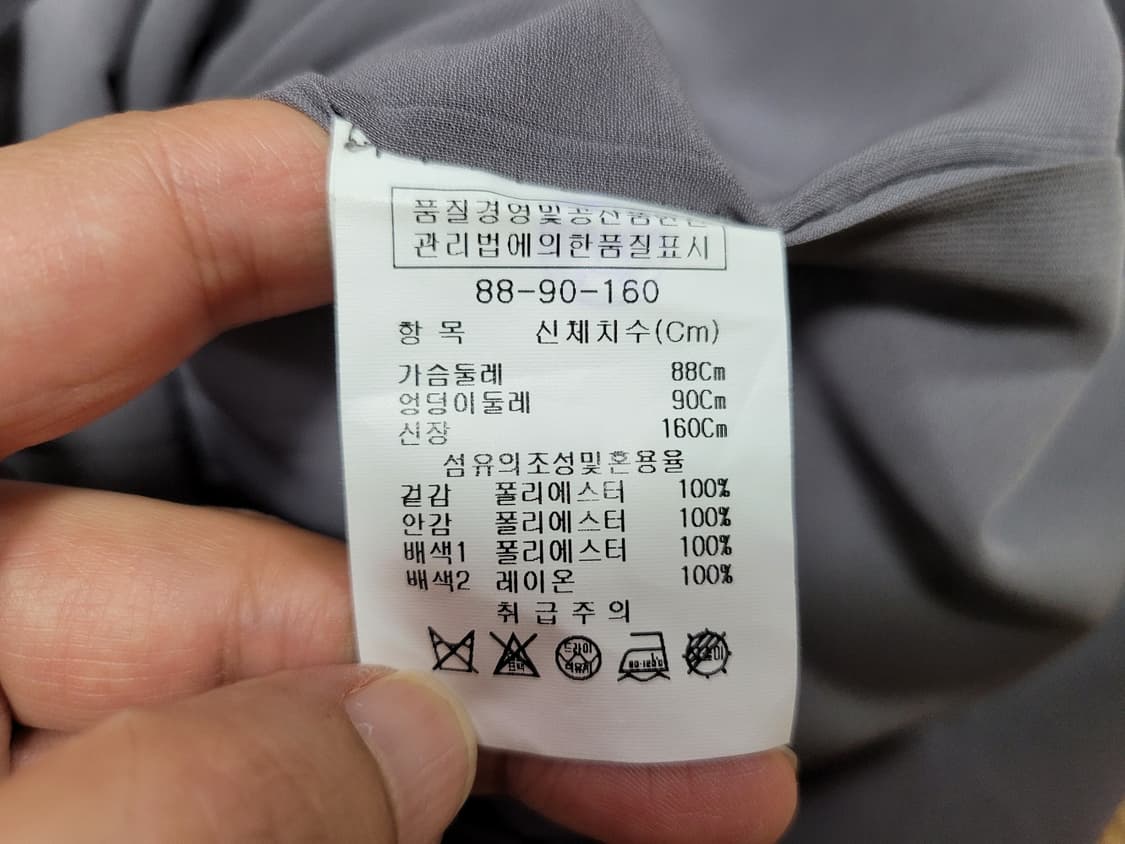 품질경영및공산품안전
관리법에의한품질표시
88-90-160
항 목 신체치수(Cm)
가슴둘레 88Cm
엉덩이둘레 90Cm
신장 160Cm
섬유의조성및혼용율
겉감 폴리에스터 100%
안감 폴리에스터 100%
배색1 폴리에스터 100%
배색2 레이온 100%
취 급 주 의
드라이